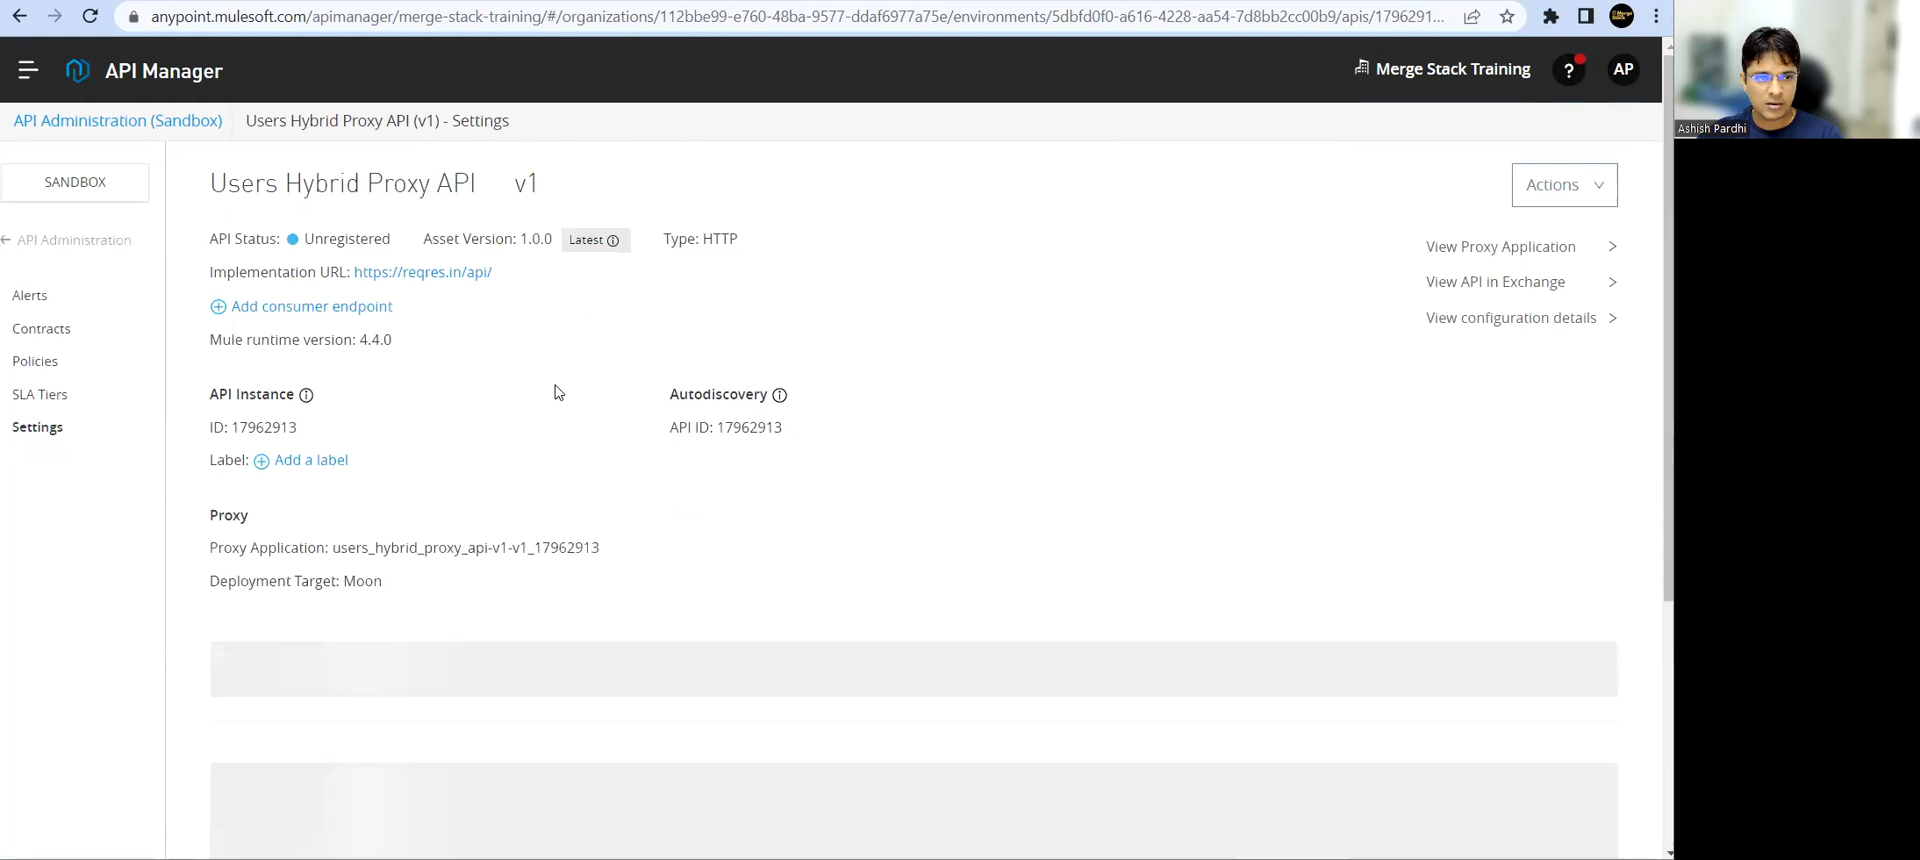 anypoint.mulesoft.com/apimanager/merge-stack-training/#/organizations/112bbe99-e760-48ba-9577-ddaf6977a75e/environments/5dbfd0f0-a616-4228-aa54-7d8bb2cc00b9/apis/1796291...
API Manager
Merge Stack Training
?
AP
Ashish Pardhi
API Administration (Sandbox)
Users Hybrid Proxy API (v1) - Settings
SANDBOX
API Administration
Alerts
Contracts
Policies
SLA Tiers
Settings
Users Hybrid Proxy API v1
Actions
API Status: Unregistered Asset Version: 1.0.0 Latest Type: HTTP
Implementation URL: https://reqres.in/api/
Add consumer endpoint
Mule runtime version: 4.4.0
View Proxy Application >
View API in Exchange >
View configuration details >
API Instance
ID: 17962913
Label: Add a label
Autodiscovery
API ID: 17962913
Proxy
Proxy Application: users_hybrid_proxy_api-v1-v1_17962913
Deployment Target: Moon